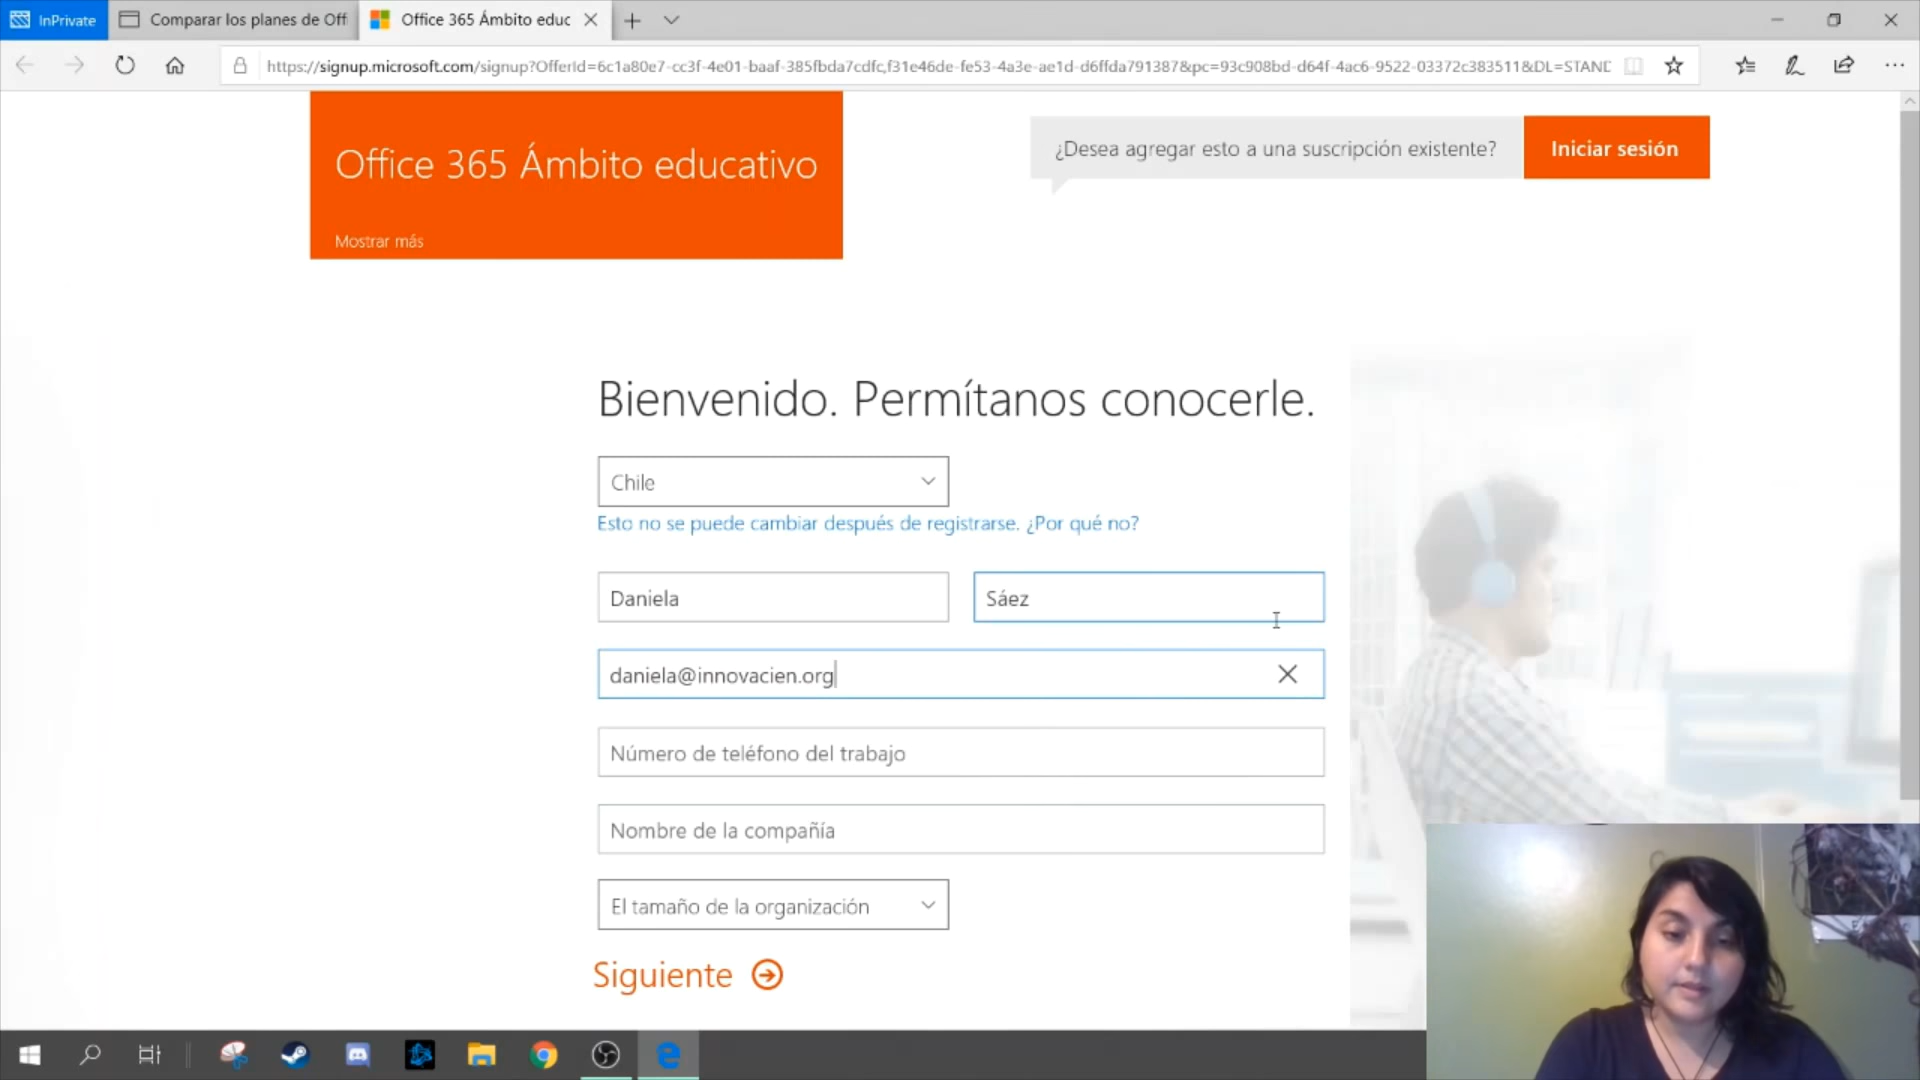 InPrivate
Comparar los planes de Off
Office 365 Ámbito educ
https://signup.microsoft.com/signup?OfferId=6c1a80e7-cc3f-4e01-baaf-385fbda7cdfc,f31e46de-fe53-4a3e-ae1d-d6ffda791387&pc=93c908bd-d64f-4ac6-9522-03372c383511&DL=STAND
Office 365 Ámbito educativo
Mostrar más
¿Desea agregar esto a una suscripción existente?
Iniciar sesión
Bienvenido. Permítanos conocerle.
Chile
Esto no se puede cambiar después de registrarse. ¿Por qué no?
Daniela
Sáez
daniela@innovacien.org
Número de teléfono del trabajo
Nombre de la compañía
El tamaño de la organización
Siguiente